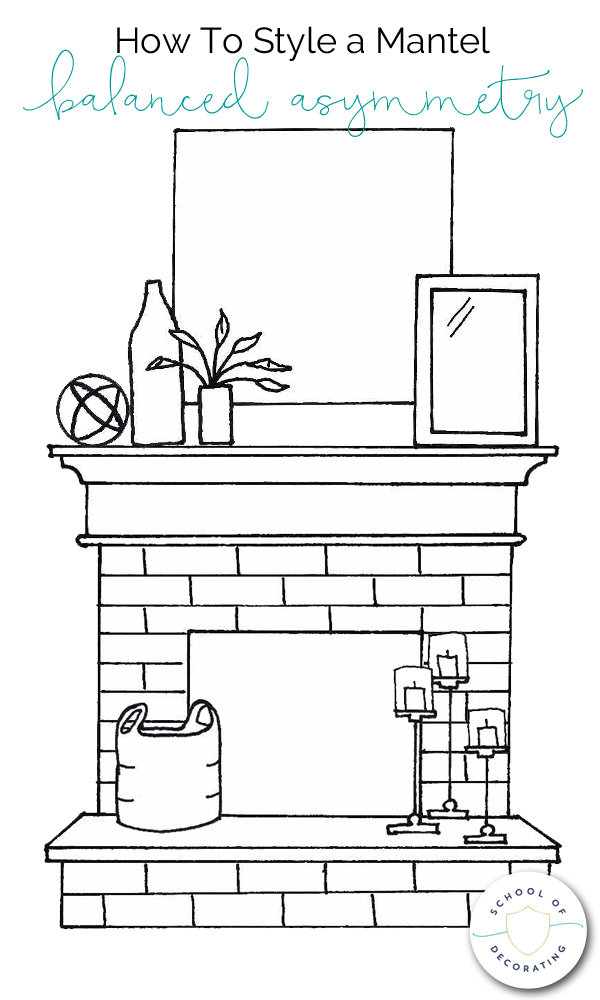 How To Style a Mantel
balanced asymmetry
SCHOOL OF
DECORATING